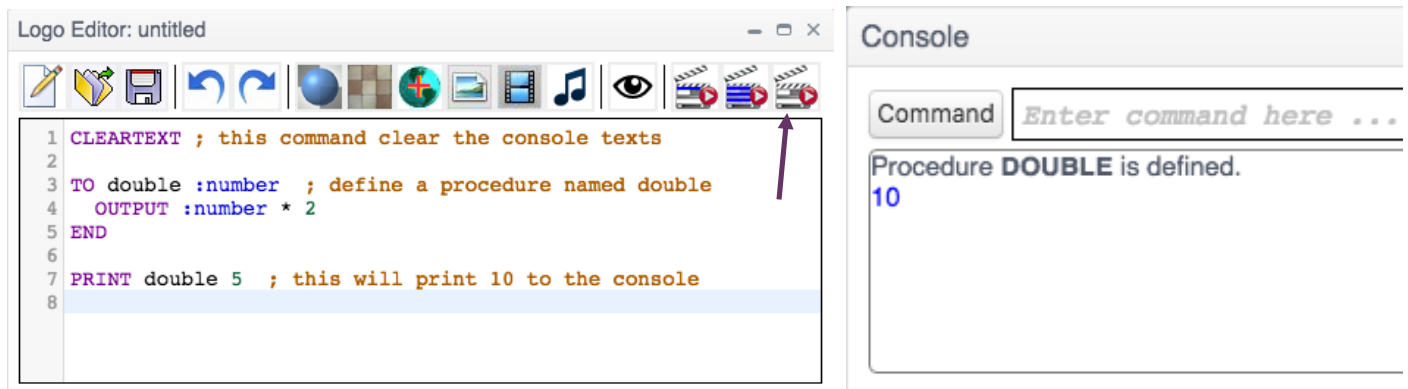 Logo Editor: untitled
1 CLEARTEXT ; this command clear the console texts
2
3 TO double :number  ; define a procedure named double
4   OUTPUT :number * 2
5 END
6
7 PRINT double 5  ; this will print 10 to the console
8
Console
Command Enter command here ...
Procedure DOUBLE is defined.
10